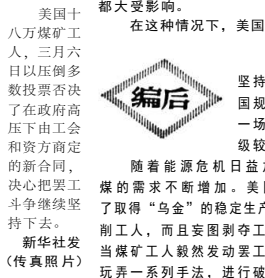 美国十
八万煤矿工
人，三月六
日以压倒多
数投票否决
了在政府高
压下由工会
和资方商定
的新合同，
决心把罢工
斗争继续坚
持下去。
新华社发
(传真照片)
都大受影响。
在这种情况下，美国
编后
坚持
国规
一场
级较
随着能源危机日益
煤的需求不断增加。美
了取得“乌金”的稳定生产
削工人，而且妄图剥夺工
当煤矿工人毅然发动罢工
玩弄一系列手法，进行破